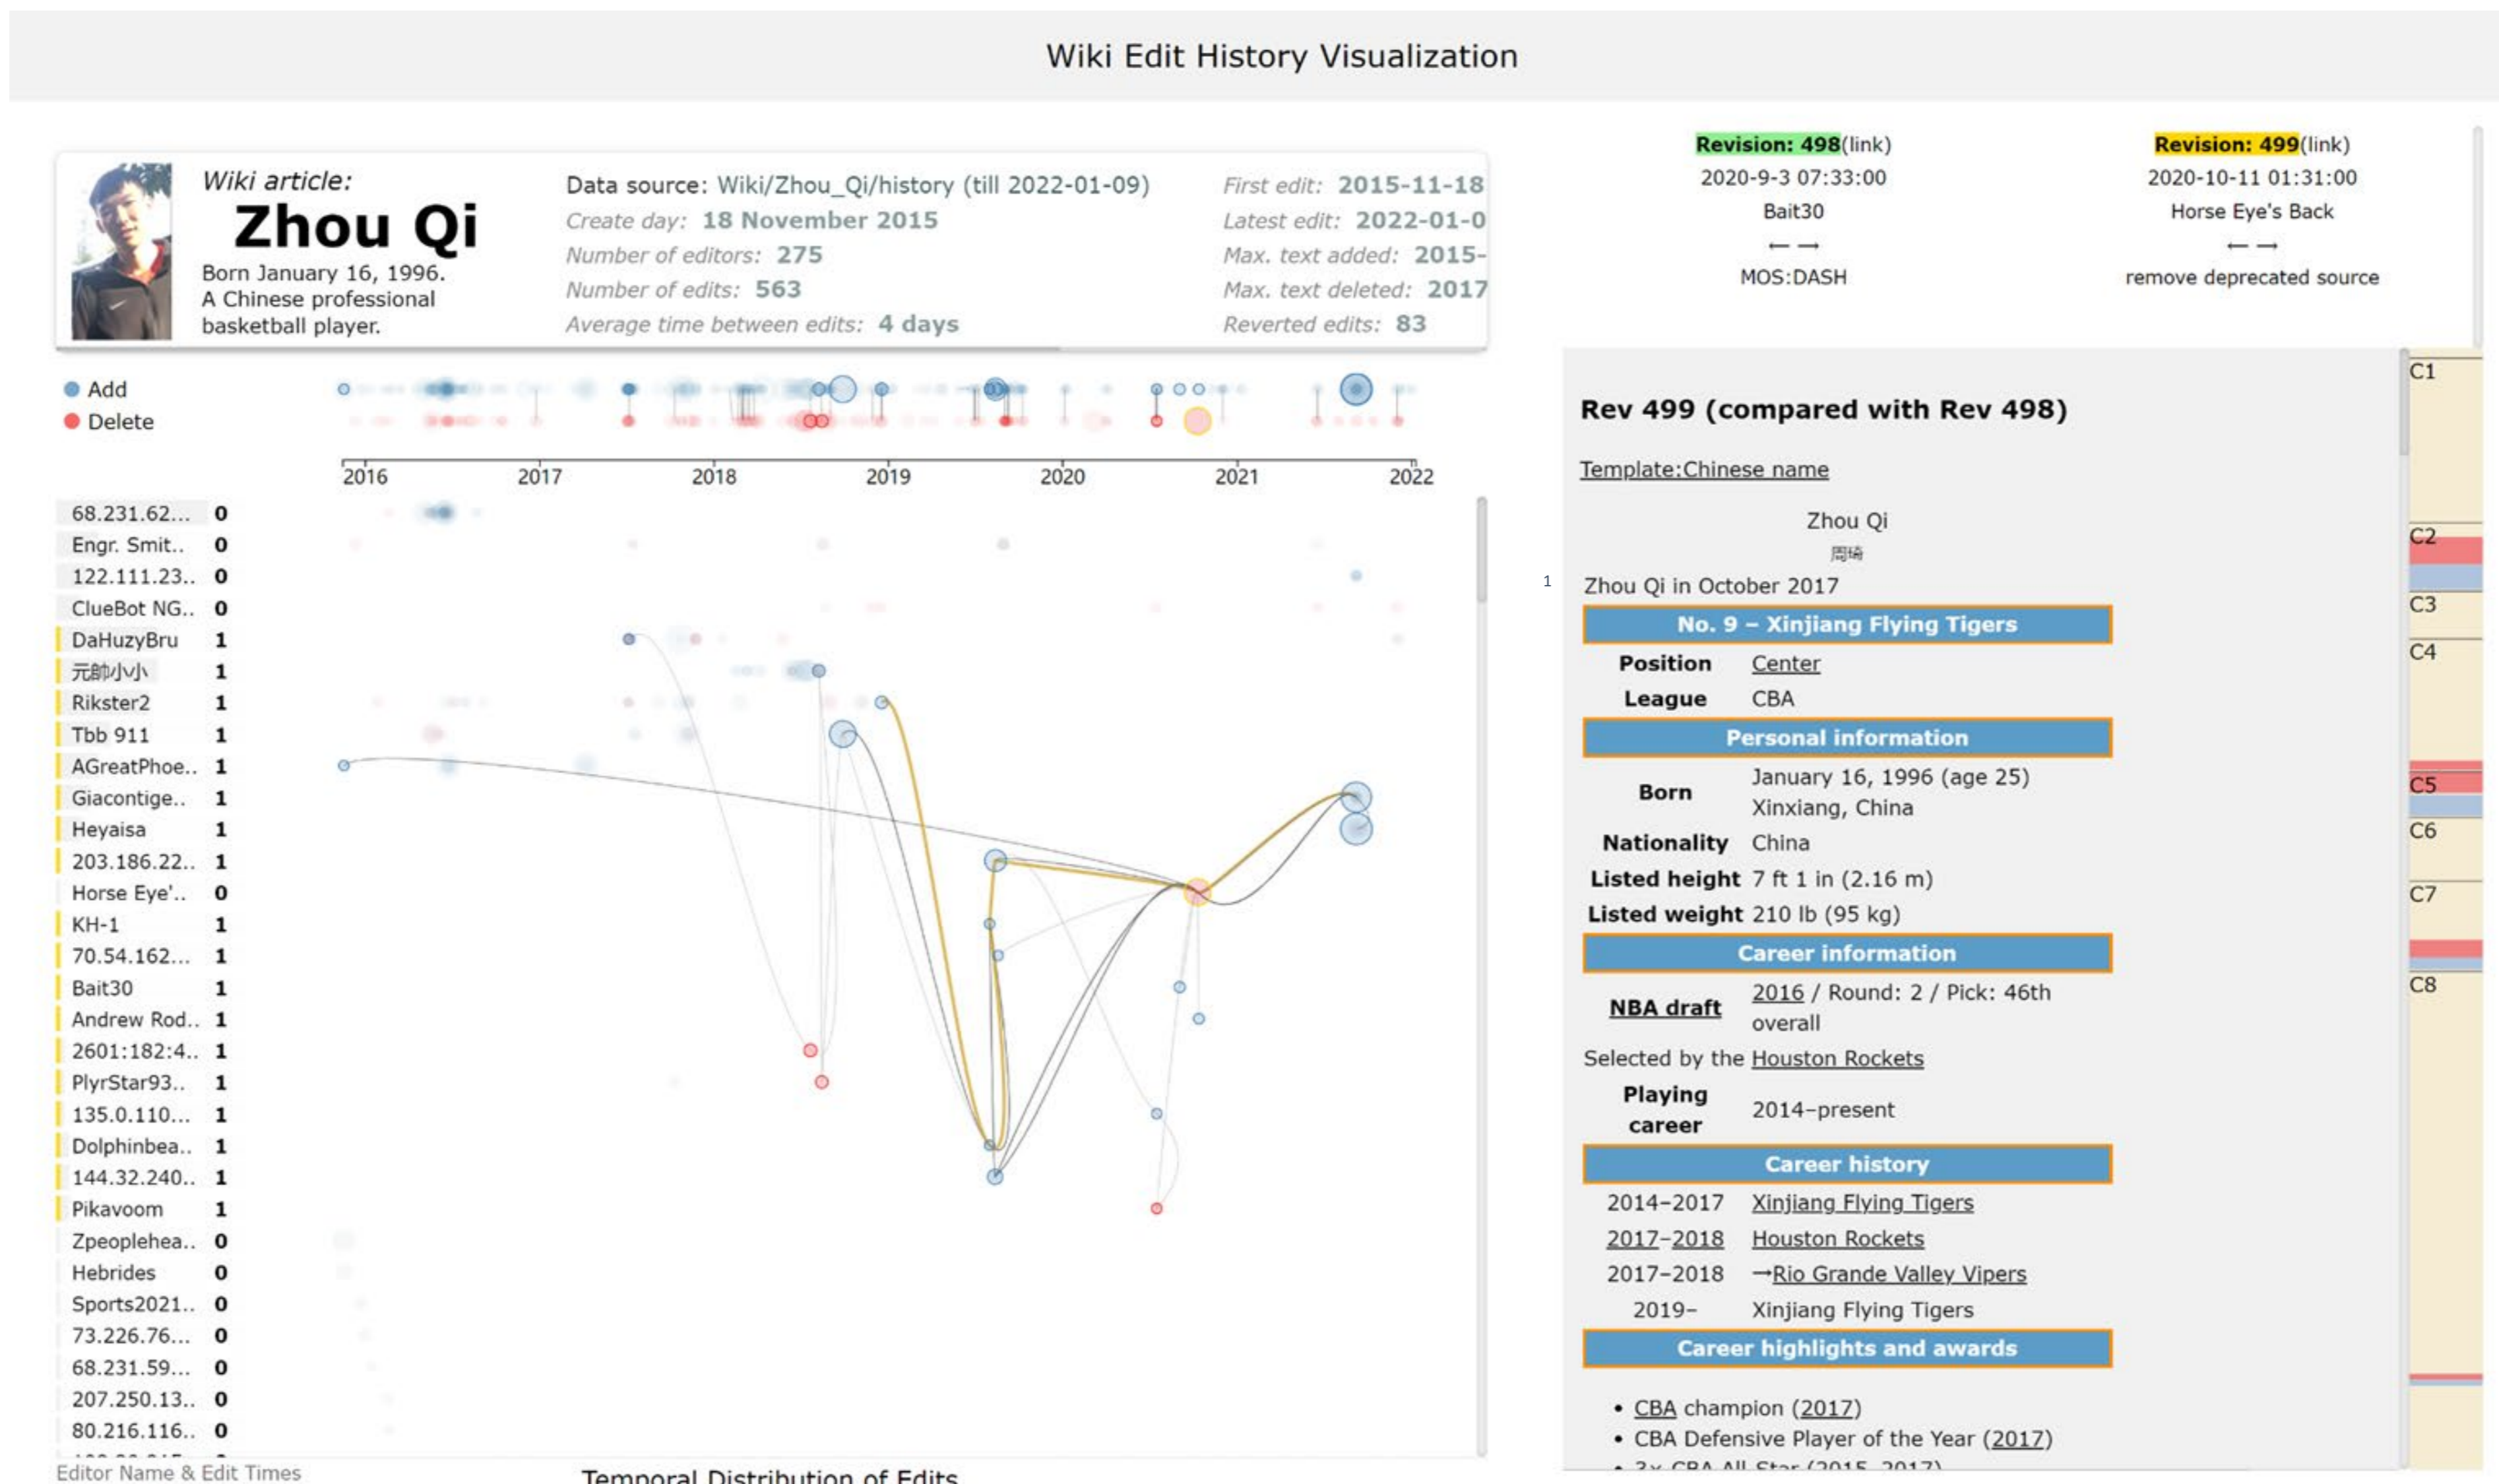 Wiki Edit History Visualization
Wiki article:
Zhou Qi
Born January 16, 1996.
A Chinese professional
basketball player.
Data source: Wiki/Zhou_Qi/history (till 2022-01-09)
Create day: 18 November 2015
Number of editors: 275
Number of edits: 563
Average time between edits: 4 days
First edit: 2015-11-18
Latest edit: 2022-01-0
Max. text added: 2015-
Max. text deleted: 2017
Reverted edits: 83
Revision: 498(link)
2020-9-3 07:33:00
Bait30
←→
MOS:DASH
Revision: 499(link)
2020-10-11 01:31:00
Horse Eye's Back
←→
remove deprecated source
Add
Delete
2016 2017 2018 2019 2020 2021 2022
68.231.62... 0
Engr. Smit.. 0
122.111.23.. 0
ClueBot NG.. 0
DaHuzyBru 1
元帥小小 1
Rikster2 1
Tbb 911 1
AGreatPhoe.. 1
Giacontige.. 1
Heyaisa 1
203.186.22.. 1
Horse Eye'.. 0
KH-1 1
70.54.162... 1
Bait30 1
Andrew Rod.. 1
2601:182:4.. 1
PlyrStar93.. 1
135.0.110... 1
Dolphinbea.. 1
144.32.240.. 1
Pikavoom 1
Zpeoplehea.. 0
Hebrides 0
Sports2021.. 0
73.226.76... 0
68.231.59... 0
207.250.13.. 0
80.216.116.. 0
Editor Name & Edit Times
Temporal Distribution of Edits
1
Rev 499 (compared with Rev 498)
Template:Chinese name
Zhou Qi
周琦
Zhou Qi in October 2017
No. 9 – Xinjiang Flying Tigers
Position Center
League CBA
Personal information
Born January 16, 1996 (age 25)
Xinxiang, China
Nationality China
Listed height 7 ft 1 in (2.16 m)
Listed weight 210 lb (95 kg)
Career information
NBA draft 2016 / Round: 2 / Pick: 46th
overall
Selected by the Houston Rockets
Playing
career 2014–present
Career history
2014–2017 Xinjiang Flying Tigers
2017–2018 Houston Rockets
2017–2018 →Rio Grande Valley Vipers
2019– Xinjiang Flying Tigers
Career highlights and awards
• CBA champion (2017)
• CBA Defensive Player of the Year (2017)
• 3× CBA All-Star (2015–2017)
C1
C2
C3
C4
C5
C6
C7
C8